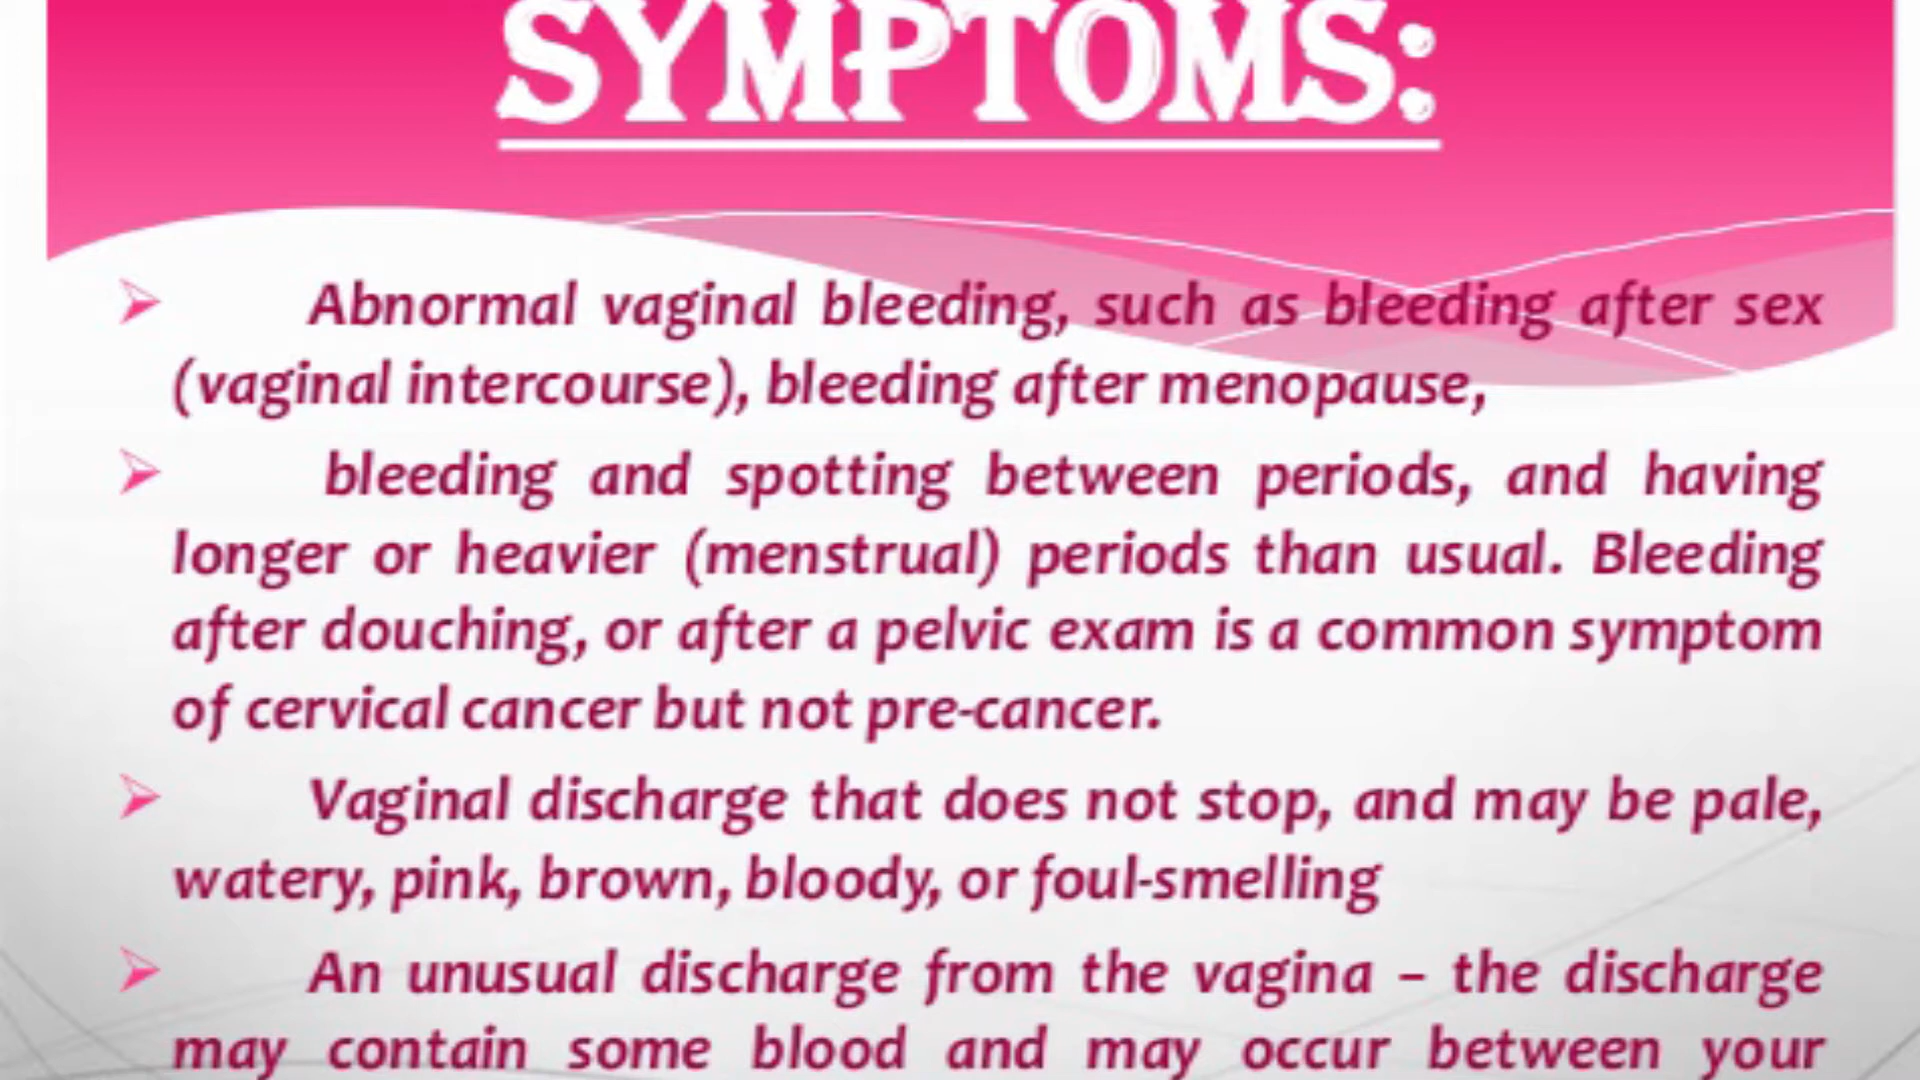 SYMPTOMS:
Abnormal vaginal bleeding, such as bleeding after sex
(vaginal intercourse), bleeding after menopause,
bleeding and spotting between periods, and having
longer or heavier (menstrual) periods than usual. Bleeding
after douching, or after a pelvic exam is a common symptom
of cervical cancer but not pre-cancer.
Vaginal discharge that does not stop, and may be pale,
watery, pink, brown, bloody, or foul-smelling
An unusual discharge from the vagina – the discharge
may contain some blood and may occur between your